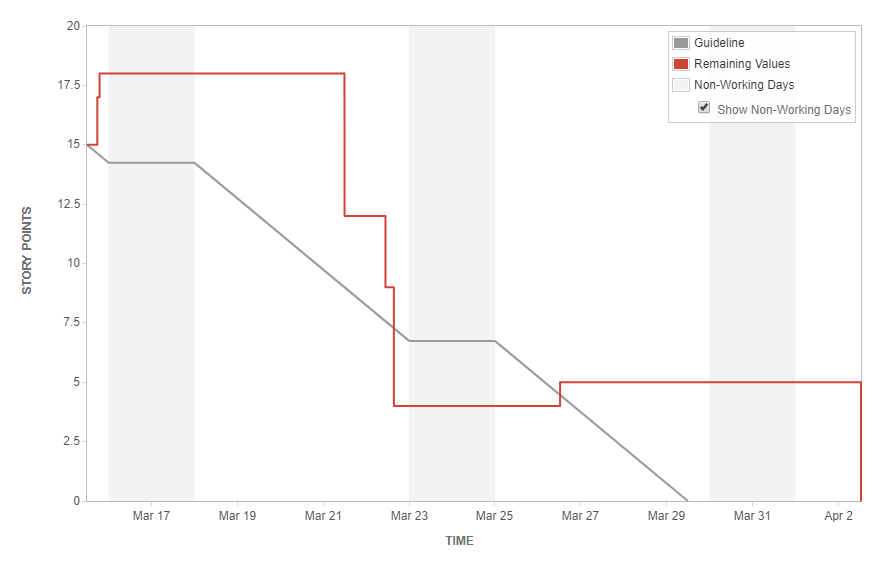 20
17.5
15
12.5
10
7.5
5
2.5
0
STORY POINTS
Guideline
Remaining Values
Non-Working Days
Show Non-Working Days
Mar 17 Mar 19 Mar 21 Mar 23 Mar 25 Mar 27 Mar 29 Mar 31 Apr 2
TIME